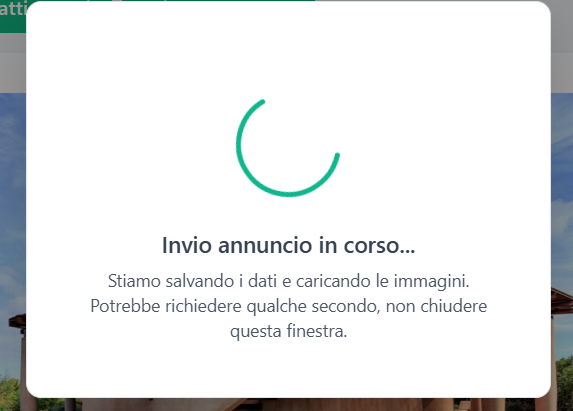 atti
Invio annuncio in corso...
Stiamo salvando i dati e caricando le immagini.
Potrebbe richiedere qualche secondo, non chiudere
questa finestra.